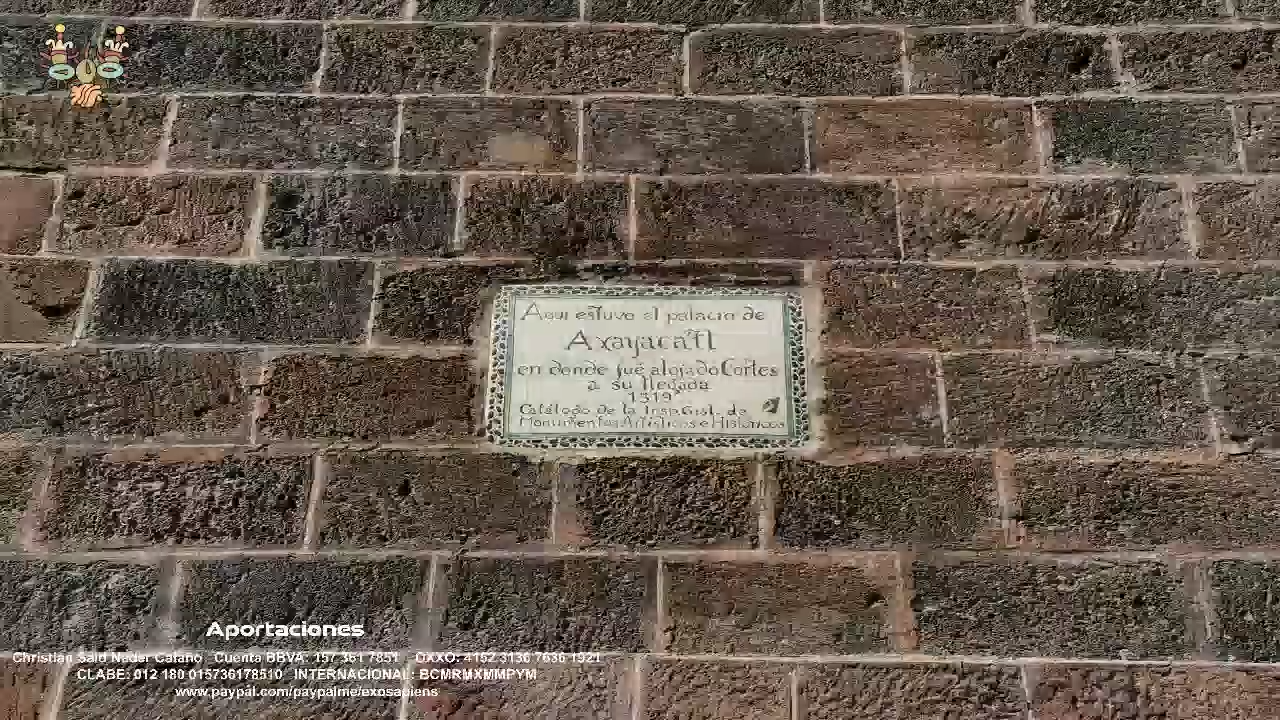 Aqui estuvo el palacio de
Axayacatl
en donde fué alojado Cortes
a su llegada
1519
Catálogo de la Insp. Gral. de
Monumentos Artísticos e Históricos
Aportaciones
Christian Said Nader Cataño Cuenta BBVA: 157 361 7851 OXXO: 4152 3136 7636 1921
CLABE: 012 180 015736178510 INTERNACIONAL: BCMRMXMMPYM
www.paypal.com/paypalme/exosapiens